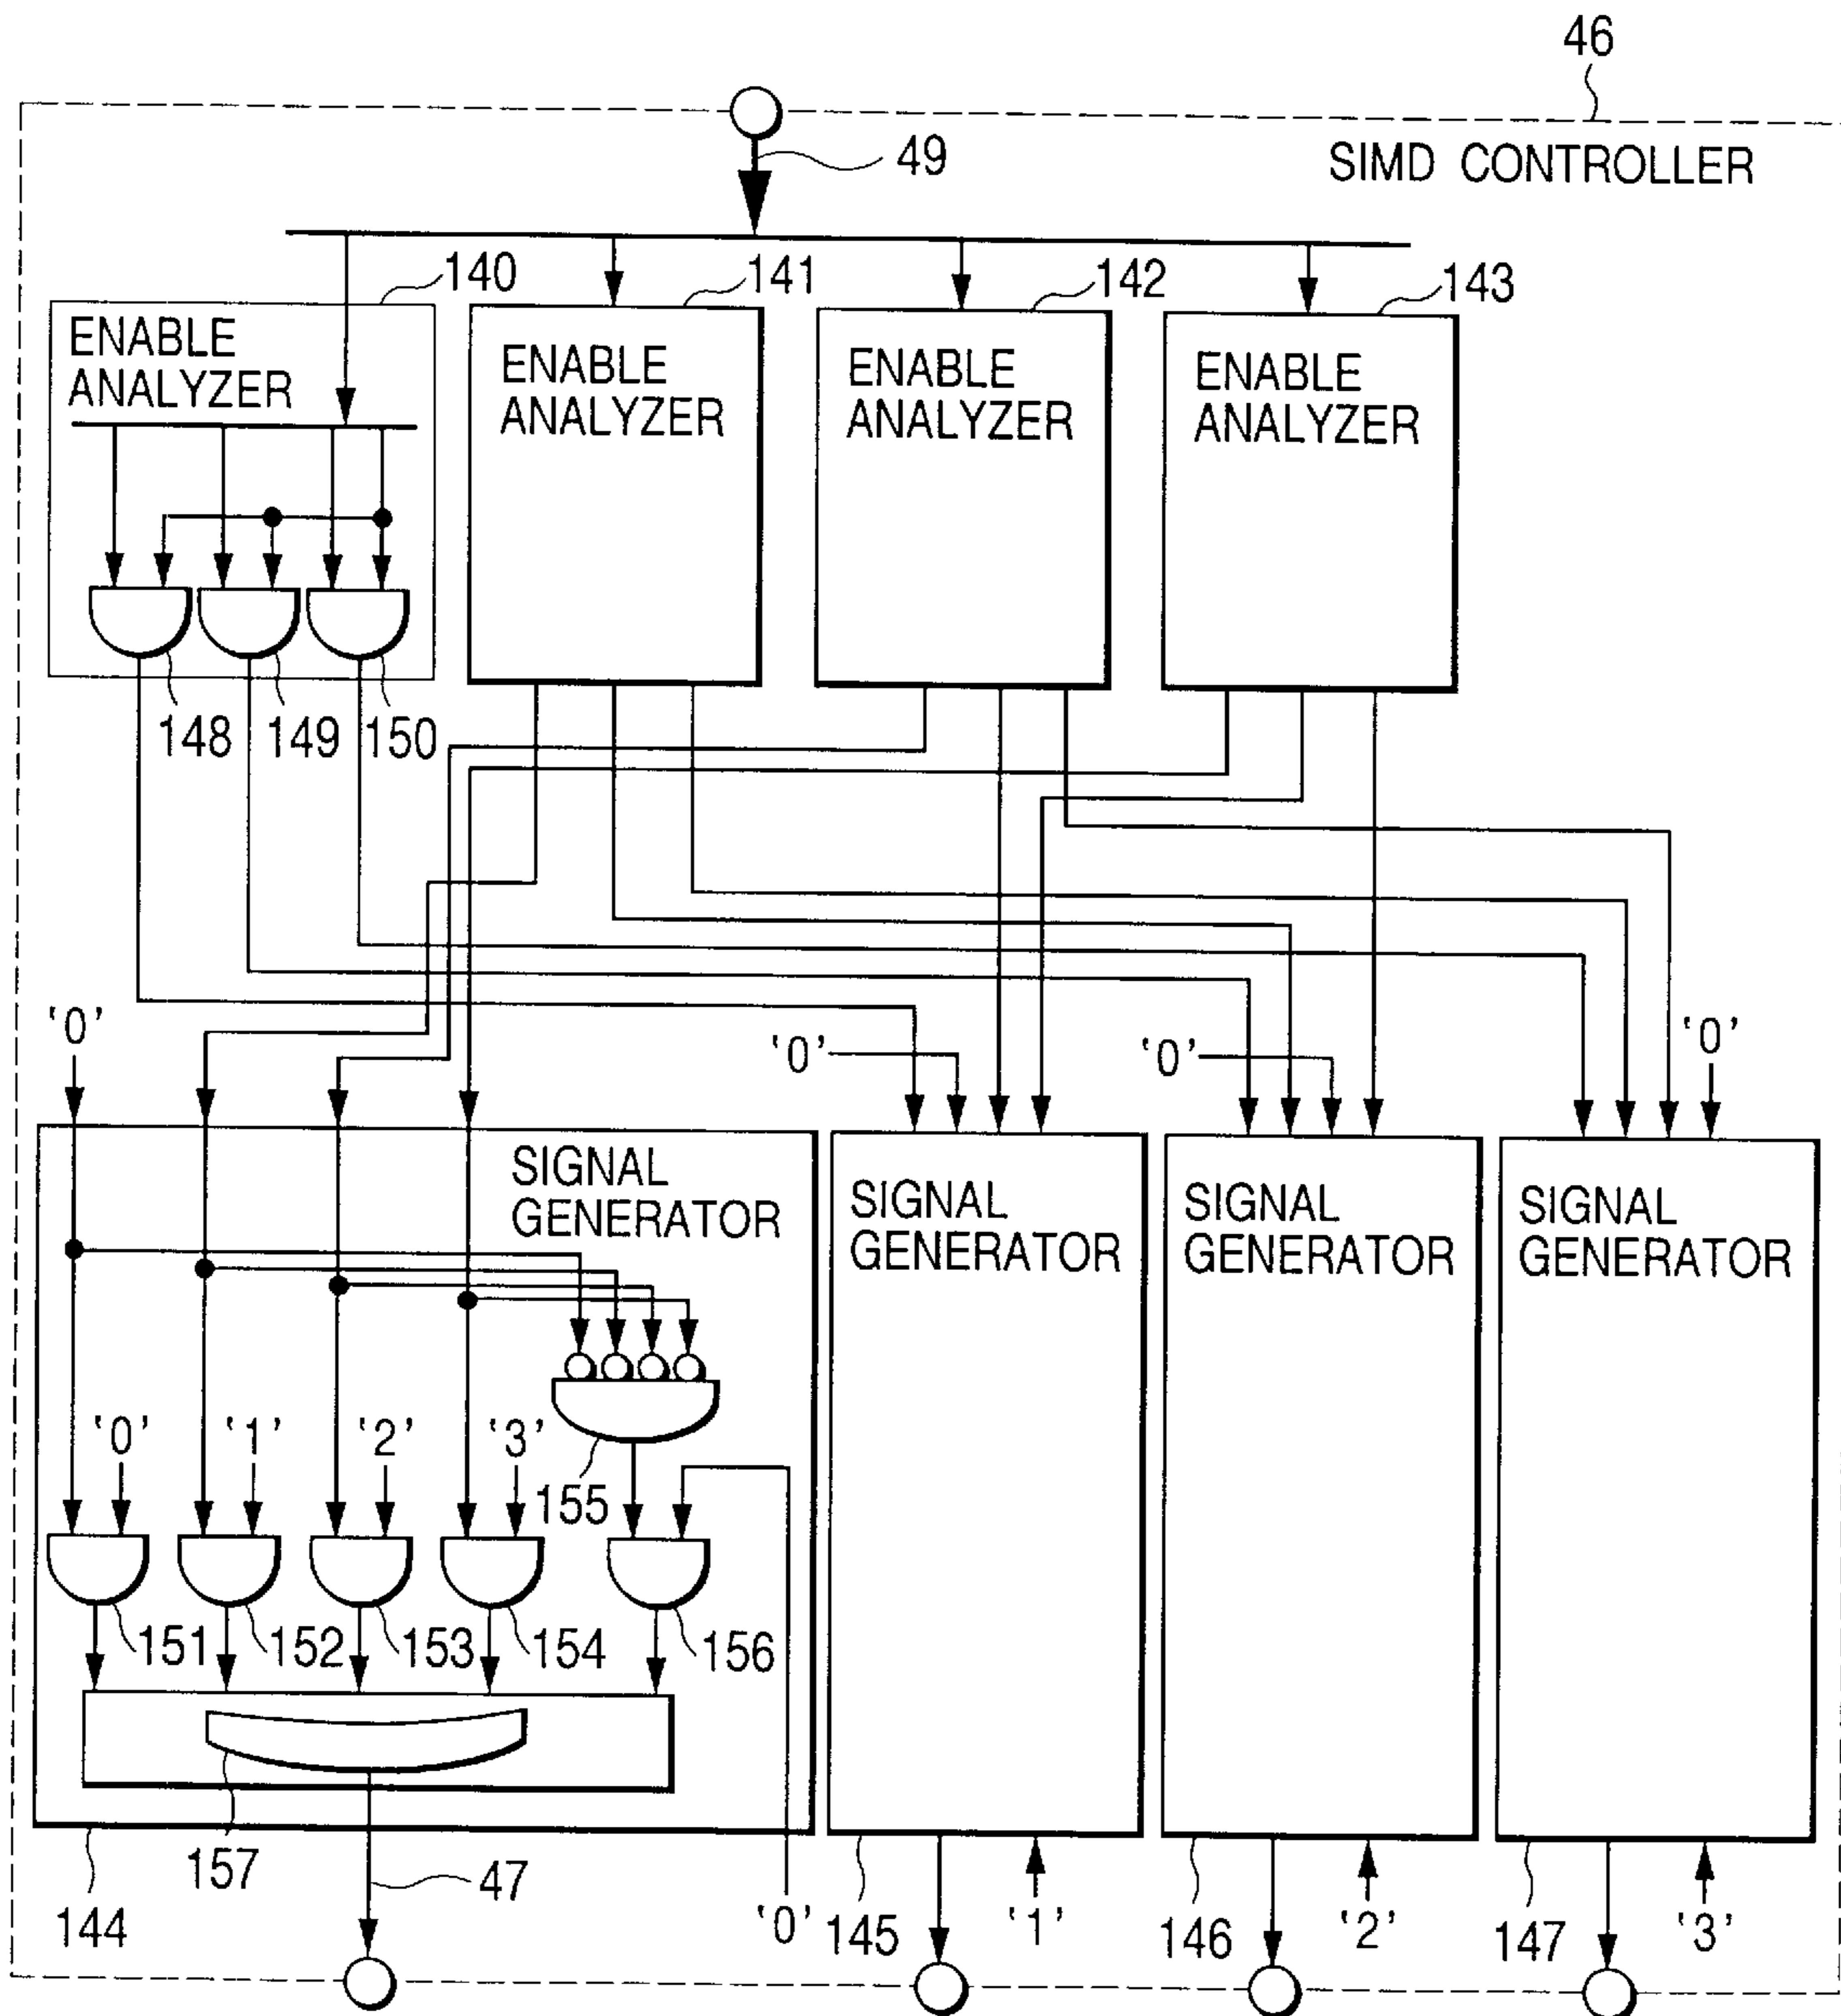 46
49
SIMD CONTROLLER
140
141
142
143
ENABLE
ANALYZER
ENABLE
ANALYZER
ENABLE
ANALYZER
ENABLE
ANALYZER
148
149
150
'0'
'0'
'0'
'0'
SIGNAL
GENERATOR
SIGNAL
GENERATOR
SIGNAL
GENERATOR
SIGNAL
GENERATOR
'0'
'1'
'2'
'3'
155
151
152
153
154
156
157
47
144
'0'
145
'1'
146
'2'
147
'3'